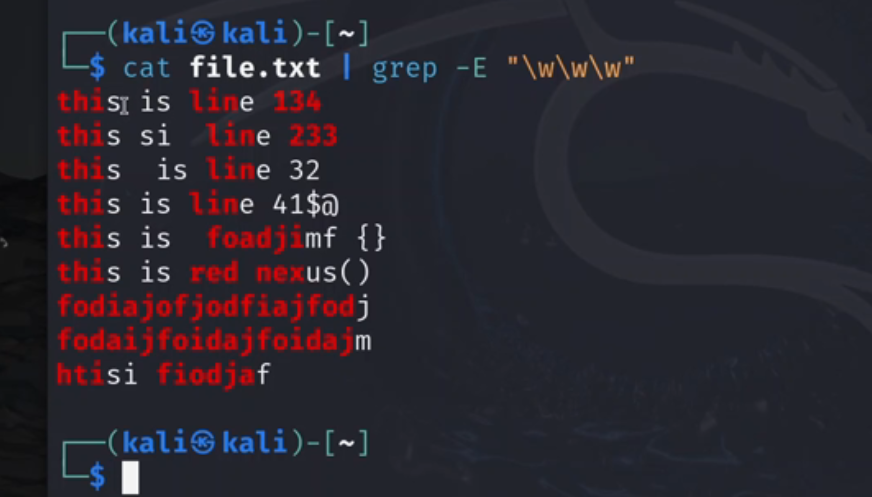 ┌──(kali㉿kali)-[~]
└─$ cat file.txt | grep -E "\w\w\w"
this is line 134
this si  line 233
this  is line 32
this is line 41$@
this is  foadjimf {}
this is red nexus()
fodiajofjodfiajfodj
fodaijfoidajfoidajm
htisi fiodjaf
┌──(kali㉿kali)-[~]
└─$